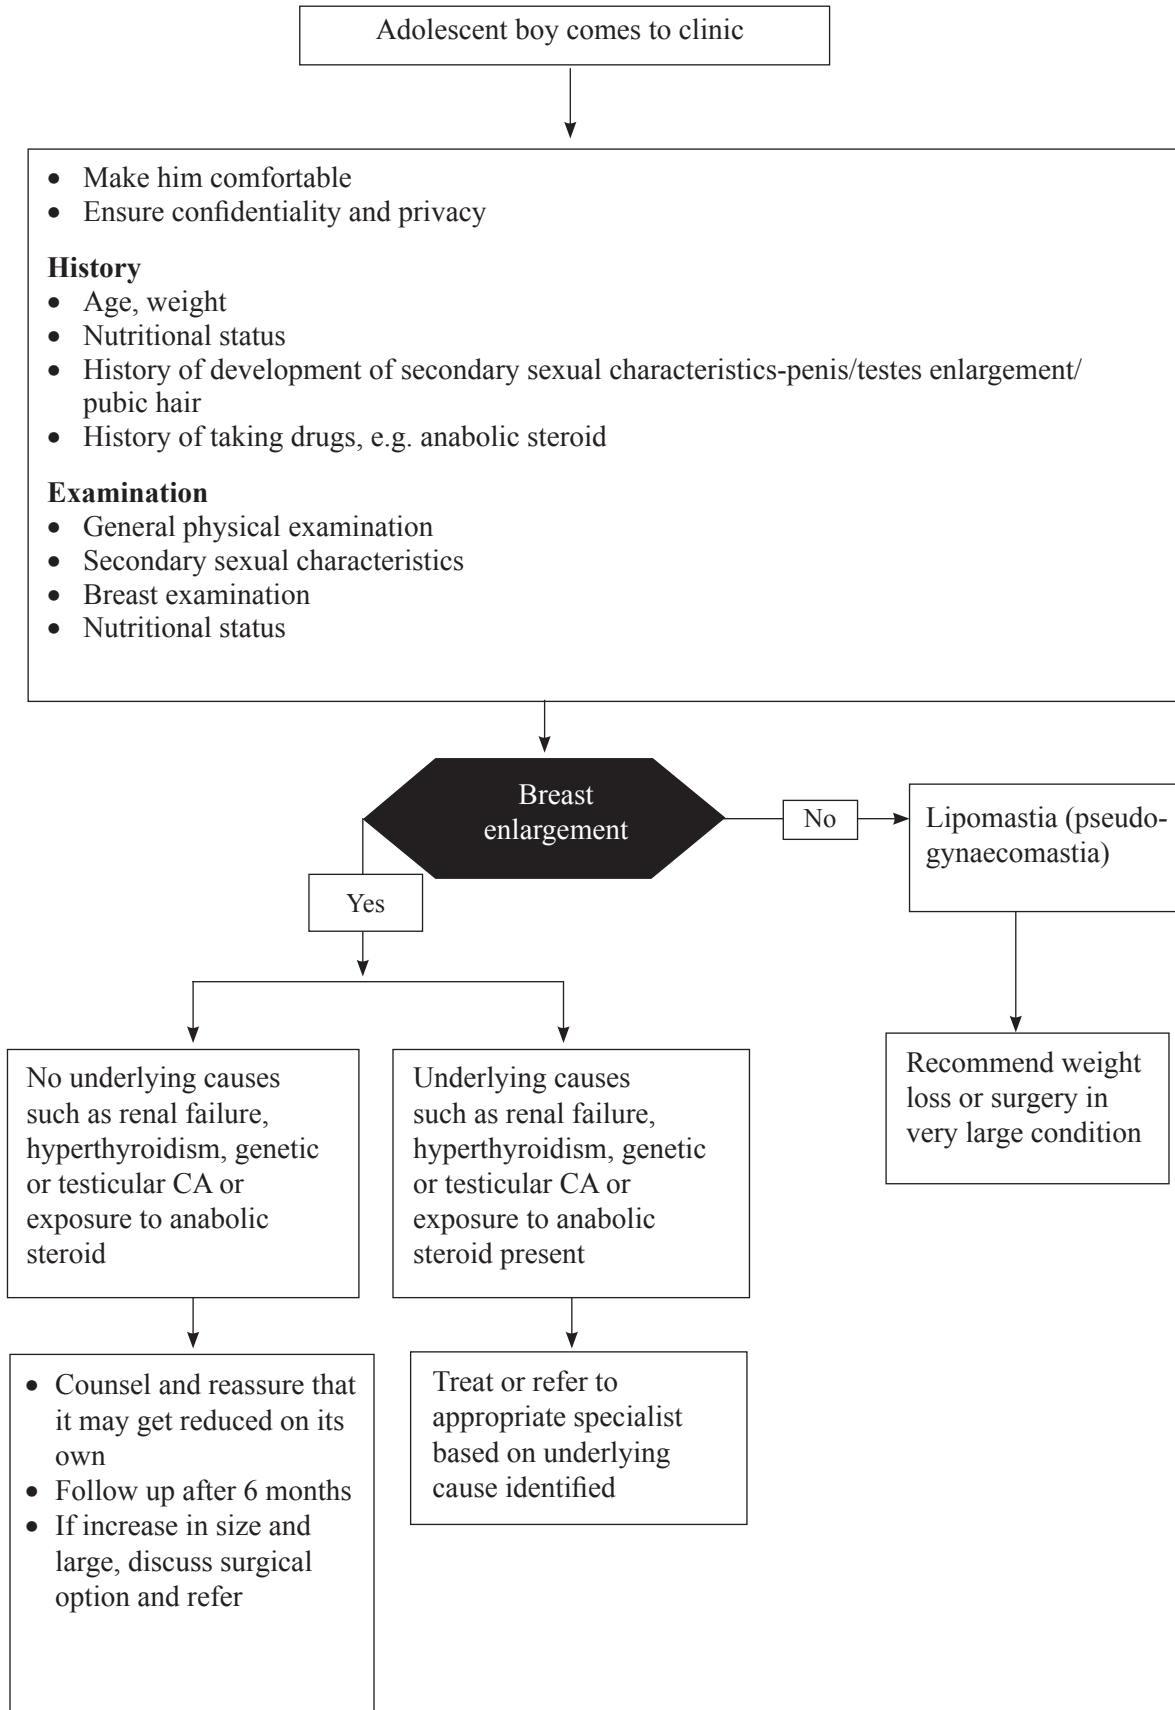 Adolescent boy comes to clinic
• Make him comfortable
• Ensure confidentiality and privacy
History
• Age, weight
• Nutritional status
• History of development of secondary sexual characteristics-penis/testes enlargement/
pubic hair
• History of taking drugs, e.g. anabolic steroid
Examination
• General physical examination
• Secondary sexual characteristics
• Breast examination
• Nutritional status
Breast
enlargement
No
Lipomastia (pseudo-
gynaecomastia)
Yes
No underlying causes
such as renal failure,
hyperthyroidism, genetic
or testicular CA or
exposure to anabolic
steroid
Underlying causes
such as renal failure,
hyperthyroidism, genetic
or testicular CA or
exposure to anabolic
steroid present
Recommend weight
loss or surgery in
very large condition
• Counsel and reassure that
it may get reduced on its
own
• Follow up after 6 months
• If increase in size and
large, discuss surgical
option and refer
Treat or refer to
appropriate specialist
based on underlying
cause identified